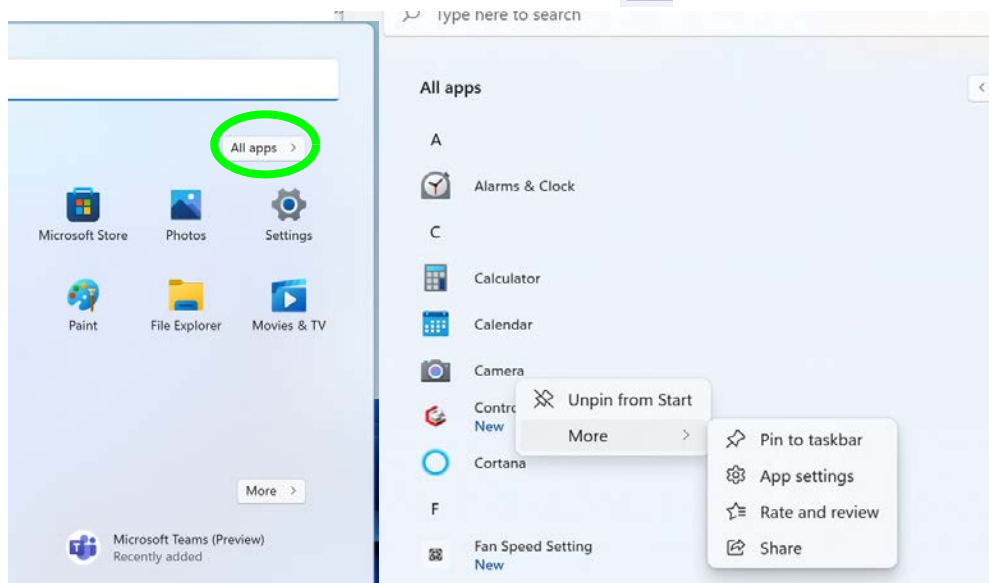 All apps >
Microsoft Store
Photos
Settings
Paint
File Explorer
Movies & TV
More >
Microsoft Teams (Preview)
Recently added
Type here to search
All apps
<
A
Alarms & Clock
C
Calculator
Calendar
Camera
Contro
New
Cortana
F
Fan Speed Setting
New
Unpin from Start
More >
Pin to taskbar
App settings
Rate and review
Share